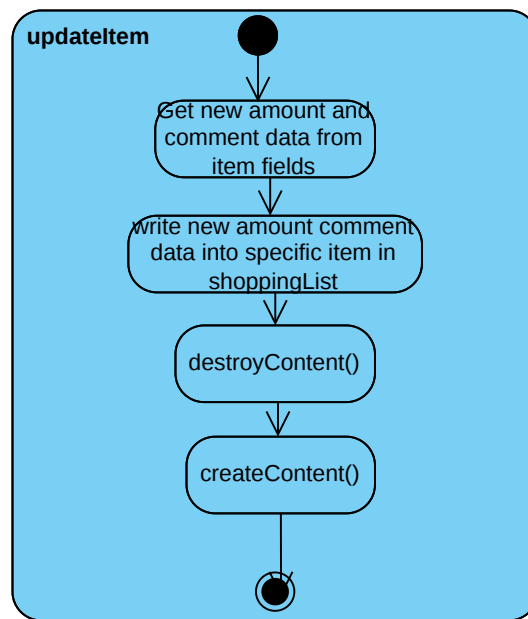 updateItem
Get new amount and
comment data from
item fields
write new amount comment
data into specific item in
shoppingList
destroyContent()
createContent()